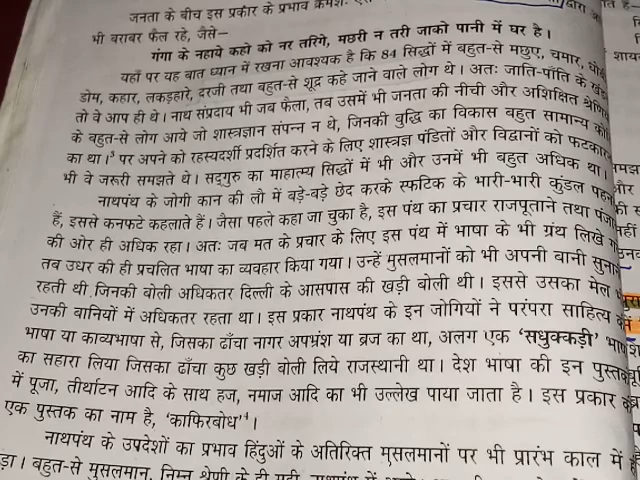 जनता के बीच इस प्रकार के प्रभाव क्रमशः
भी बराबर फैल रहे, जैसे—
गंगा के नहाये कहो को नर तरिगे, मछरी न तरी जाको पानी में घर है।
यहाँ पर यह बात ध्यान में रखना आवश्यक है कि 84 सिद्धों में बहुत-से मछुए, चमार,
डोम, कहार, लकड़हारे, दरजी तथा बहुत-से शूद्र कहे जाने वाले लोग थे। अतः जाति-पाँति के
तो वे आप ही थे। नाथ संप्रदाय भी जब फैला, तब उसमें भी जनता की नीची और अशिक्षित
के बहुत-से लोग आये जो शास्त्रज्ञान संपन्न न थे, जिनकी बुद्धि का विकास बहुत सामान्य
का था।³ पर अपने को रहस्यदर्शी प्रदर्शित करने के लिए शास्त्रज्ञ पंडितों और विद्वानों को
भी वे जरूरी समझते थे। सद्गुरु का माहात्म्य सिद्धों में भी और उनमें भी बहुत अधिक था।
नाथपंथ के जोगी कान की लौ में बड़े-बड़े छेद करके स्फटिक के भारी-भारी कुंडल
हैं, इससे कनफटे कहलाते हैं। जैसा पहले कहा जा चुका है, इस पंथ का प्रचार राजपूताने तथा
की ओर ही अधिक रहा। अतः जब मत के प्रचार के लिए इस पंथ में भाषा के भी ग्रंथ लिखे
तब उधर की ही प्रचलित भाषा का व्यवहार किया गया। उन्हें मुसलमानों को भी अपनी बानी
रहती थी जिनकी बोली अधिकतर दिल्ली के आसपास की खड़ी बोली थी। इससे उसका मेल
उनकी बानियों में अधिकतर रहता था। इस प्रकार नाथपंथ के इन जोगियों ने परंपरा साहित्य
भाषा या काव्यभाषा से, जिसका ढाँचा नागर अपभ्रंश या ब्रज का था, अलग एक ‘सधुक्कड़ी’
का सहारा लिया जिसका ढाँचा कुछ खड़ी बोली लिये राजस्थानी था। देश भाषा की इन
में पूजा, तीर्थाटन आदि के साथ हज, नमाज आदि का भी उल्लेख पाया जाता है। इस प्रकार
एक पुस्तक का नाम है, ‘काफिरबोध’⁴।
नाथपंथ के उपदेशों का प्रभाव हिंदुओं के अतिरिक्त मुसलमानों पर भी प्रारंभ काल में
बहुत-से मुसलमान, निम्न श्रेणी के ही सही,